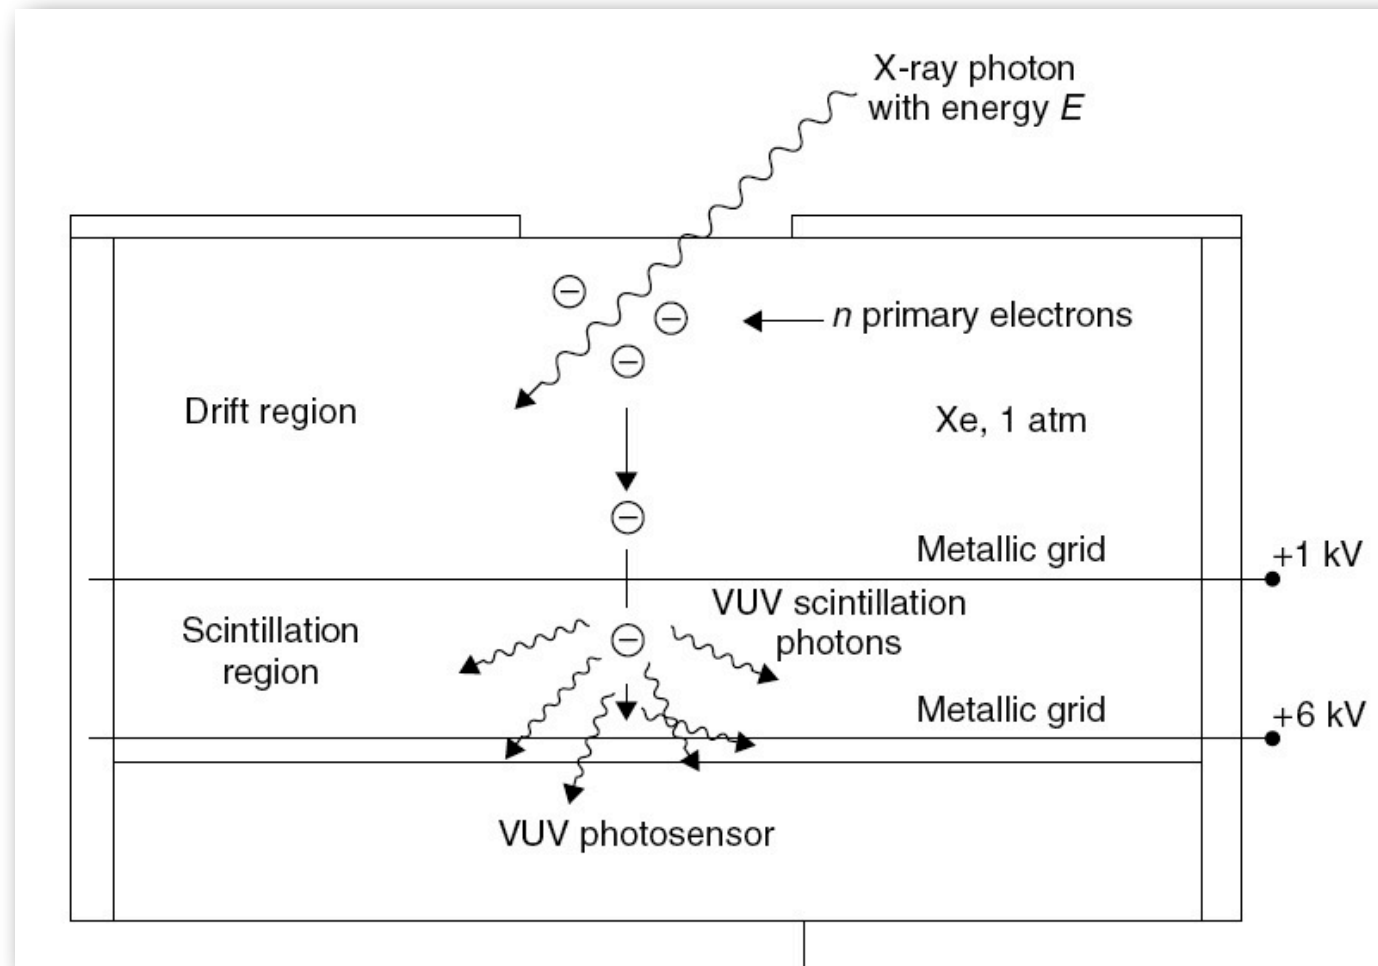 X-ray photon
with energy E
n primary electrons
Drift region
Xe, 1 atm
Metallic grid
+1 kV
VUV scintillation
photons
Scintillation
region
Metallic grid
+6 kV
VUV photosensor